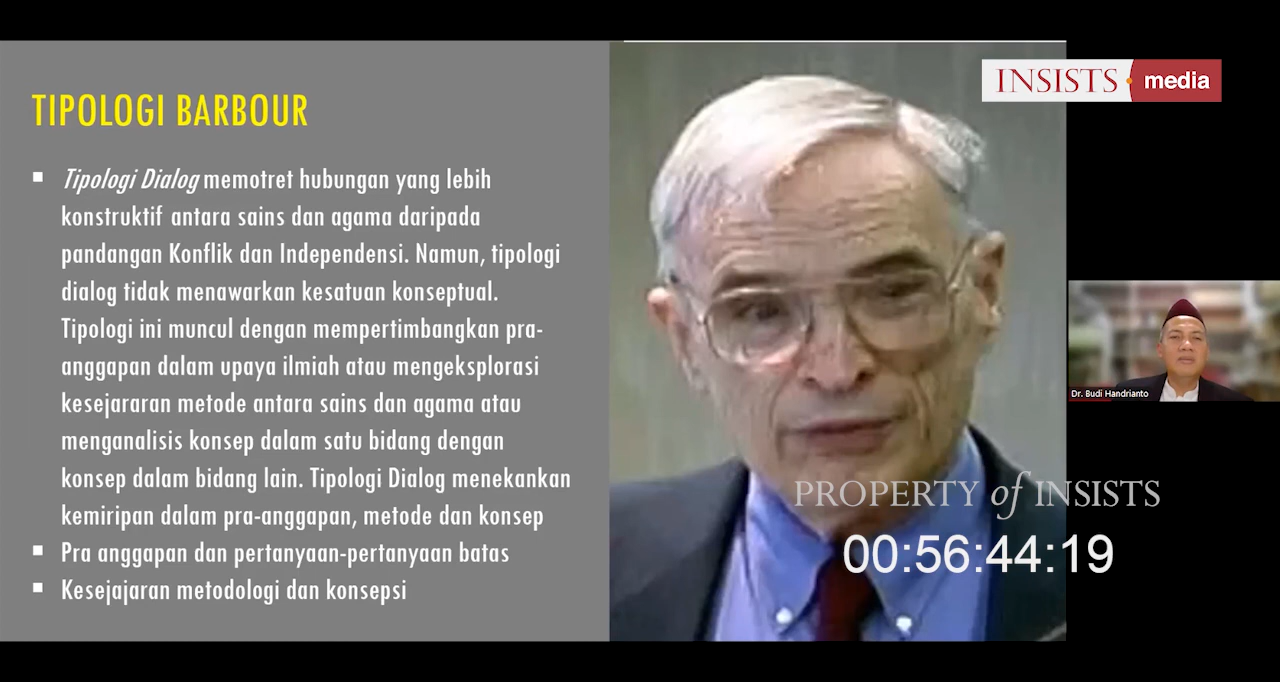 TIPOLOGI BARBOUR
▪ Tipologi Dialog memotret hubungan yang lebih
konstruktif antara sains dan agama daripada
pandangan Konflik dan Independensi. Namun, tipologi
dialog tidak menawarkan kesatuan konseptual.
Tipologi ini muncul dengan mempertimbangkan pra-
anggapan dalam upaya ilmiah atau mengeksplorasi
kesejararan metode antara sains dan agama atau
menganalisis konsep dalam satu bidang dengan
konsep dalam bidang lain. Tipologi Dialog menekankan
kemiripan dalam pra-anggapan, metode dan konsep
▪ Pra anggapan dan pertanyaan-pertanyaan batas
▪ Kesejajaran metodologi dan konsepsi
INSISTS media
Dr. Budi Handrianto
PROPERTY of INSISTS
00:56:44:19